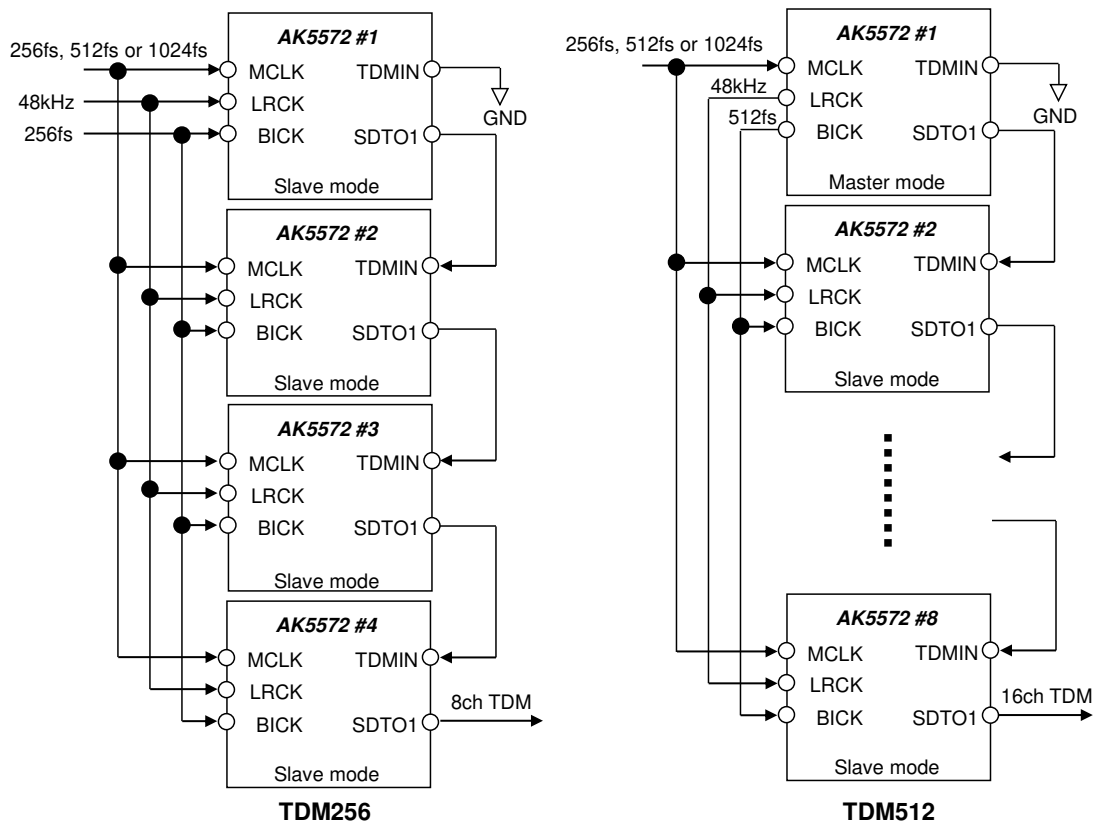 256fs, 512fs or 1024fs
48kHz
256fs
AK5572 #1
MCLK
TDMIN
LRCK
BICK
SDTO1
GND
Slave mode
AK5572 #2
MCLK
TDMIN
LRCK
BICK
SDTO1
Slave mode
AK5572 #3
MCLK
TDMIN
LRCK
BICK
SDTO1
Slave mode
AK5572 #4
MCLK
TDMIN
LRCK
BICK
SDTO1
8ch TDM
Slave mode
TDM256
256fs, 512fs or 1024fs
48kHz
512fs
AK5572 #1
MCLK
TDMIN
LRCK
BICK
SDTO1
GND
Master mode
AK5572 #2
MCLK
TDMIN
LRCK
BICK
SDTO1
Slave mode
AK5572 #8
MCLK
TDMIN
LRCK
BICK
SDTO1
16ch TDM
Slave mode
TDM512